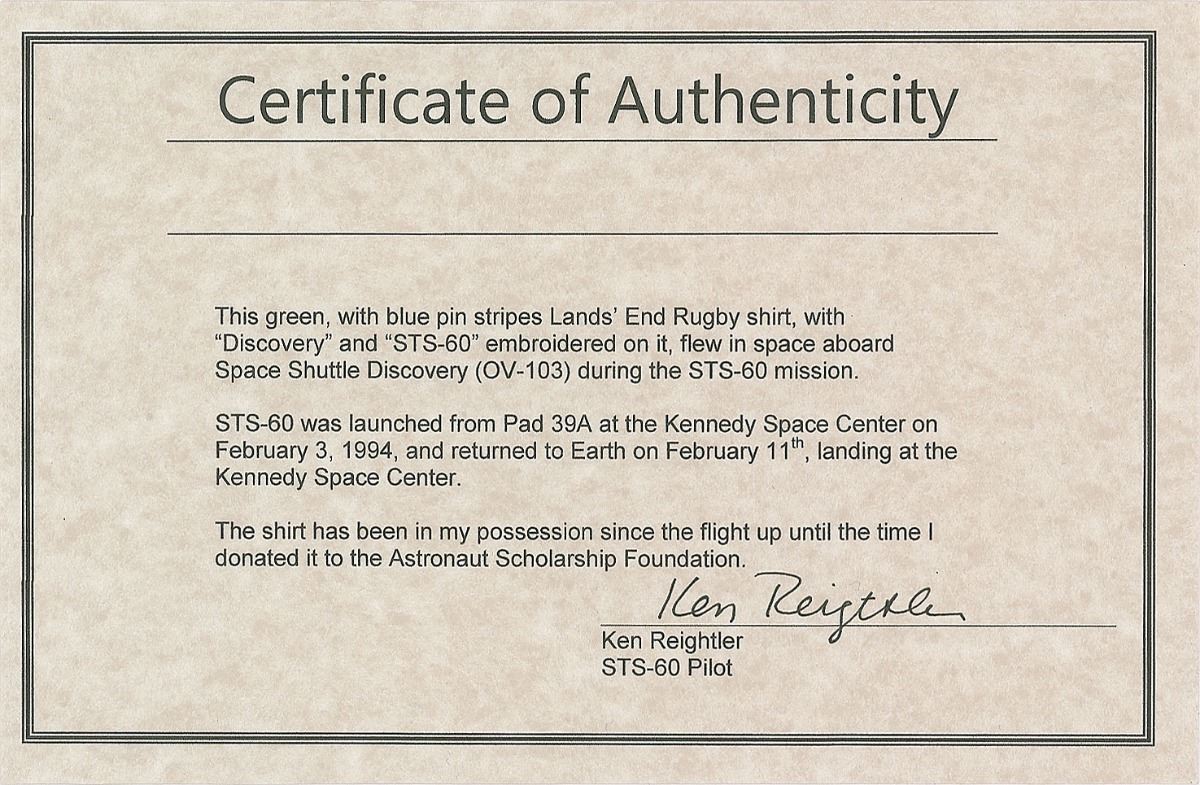 Certificate of Authenticity
This green, with blue pin stripes Lands’ End Rugby shirt, with
“Discovery” and “STS-60” embroidered on it, flew in space aboard
Space Shuttle Discovery (OV-103) during the STS-60 mission.
STS-60 was launched from Pad 39A at the Kennedy Space Center on
February 3, 1994, and returned to Earth on February 11th, landing at the
Kennedy Space Center.
The shirt has been in my possession since the flight up until the time I
donated it to the Astronaut Scholarship Foundation.
Ken Reightler
Ken Reightler
STS-60 Pilot